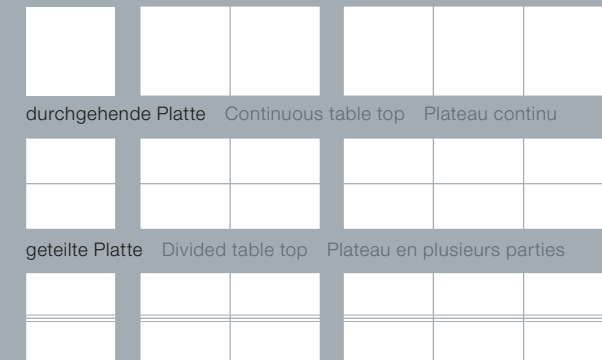 durchgehende Platte Continuous table top Plateau continu
geteilte Platte Divided table top Plateau en plusieurs parties